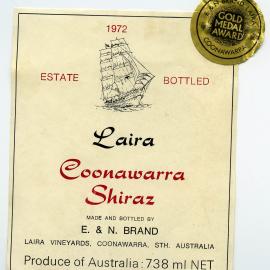 1972
ESTATE BOTTLED
GOLD
MEDAL
AWARD
COONAWARRA
Laira
Coonawarra
Shiraz
MADE AND BOTTLED BY
E. & N. BRAND
LAIRA VINEYARDS, COONAWARRA, STH. AUSTRALIA
Produce of Australia: 738 ml NET